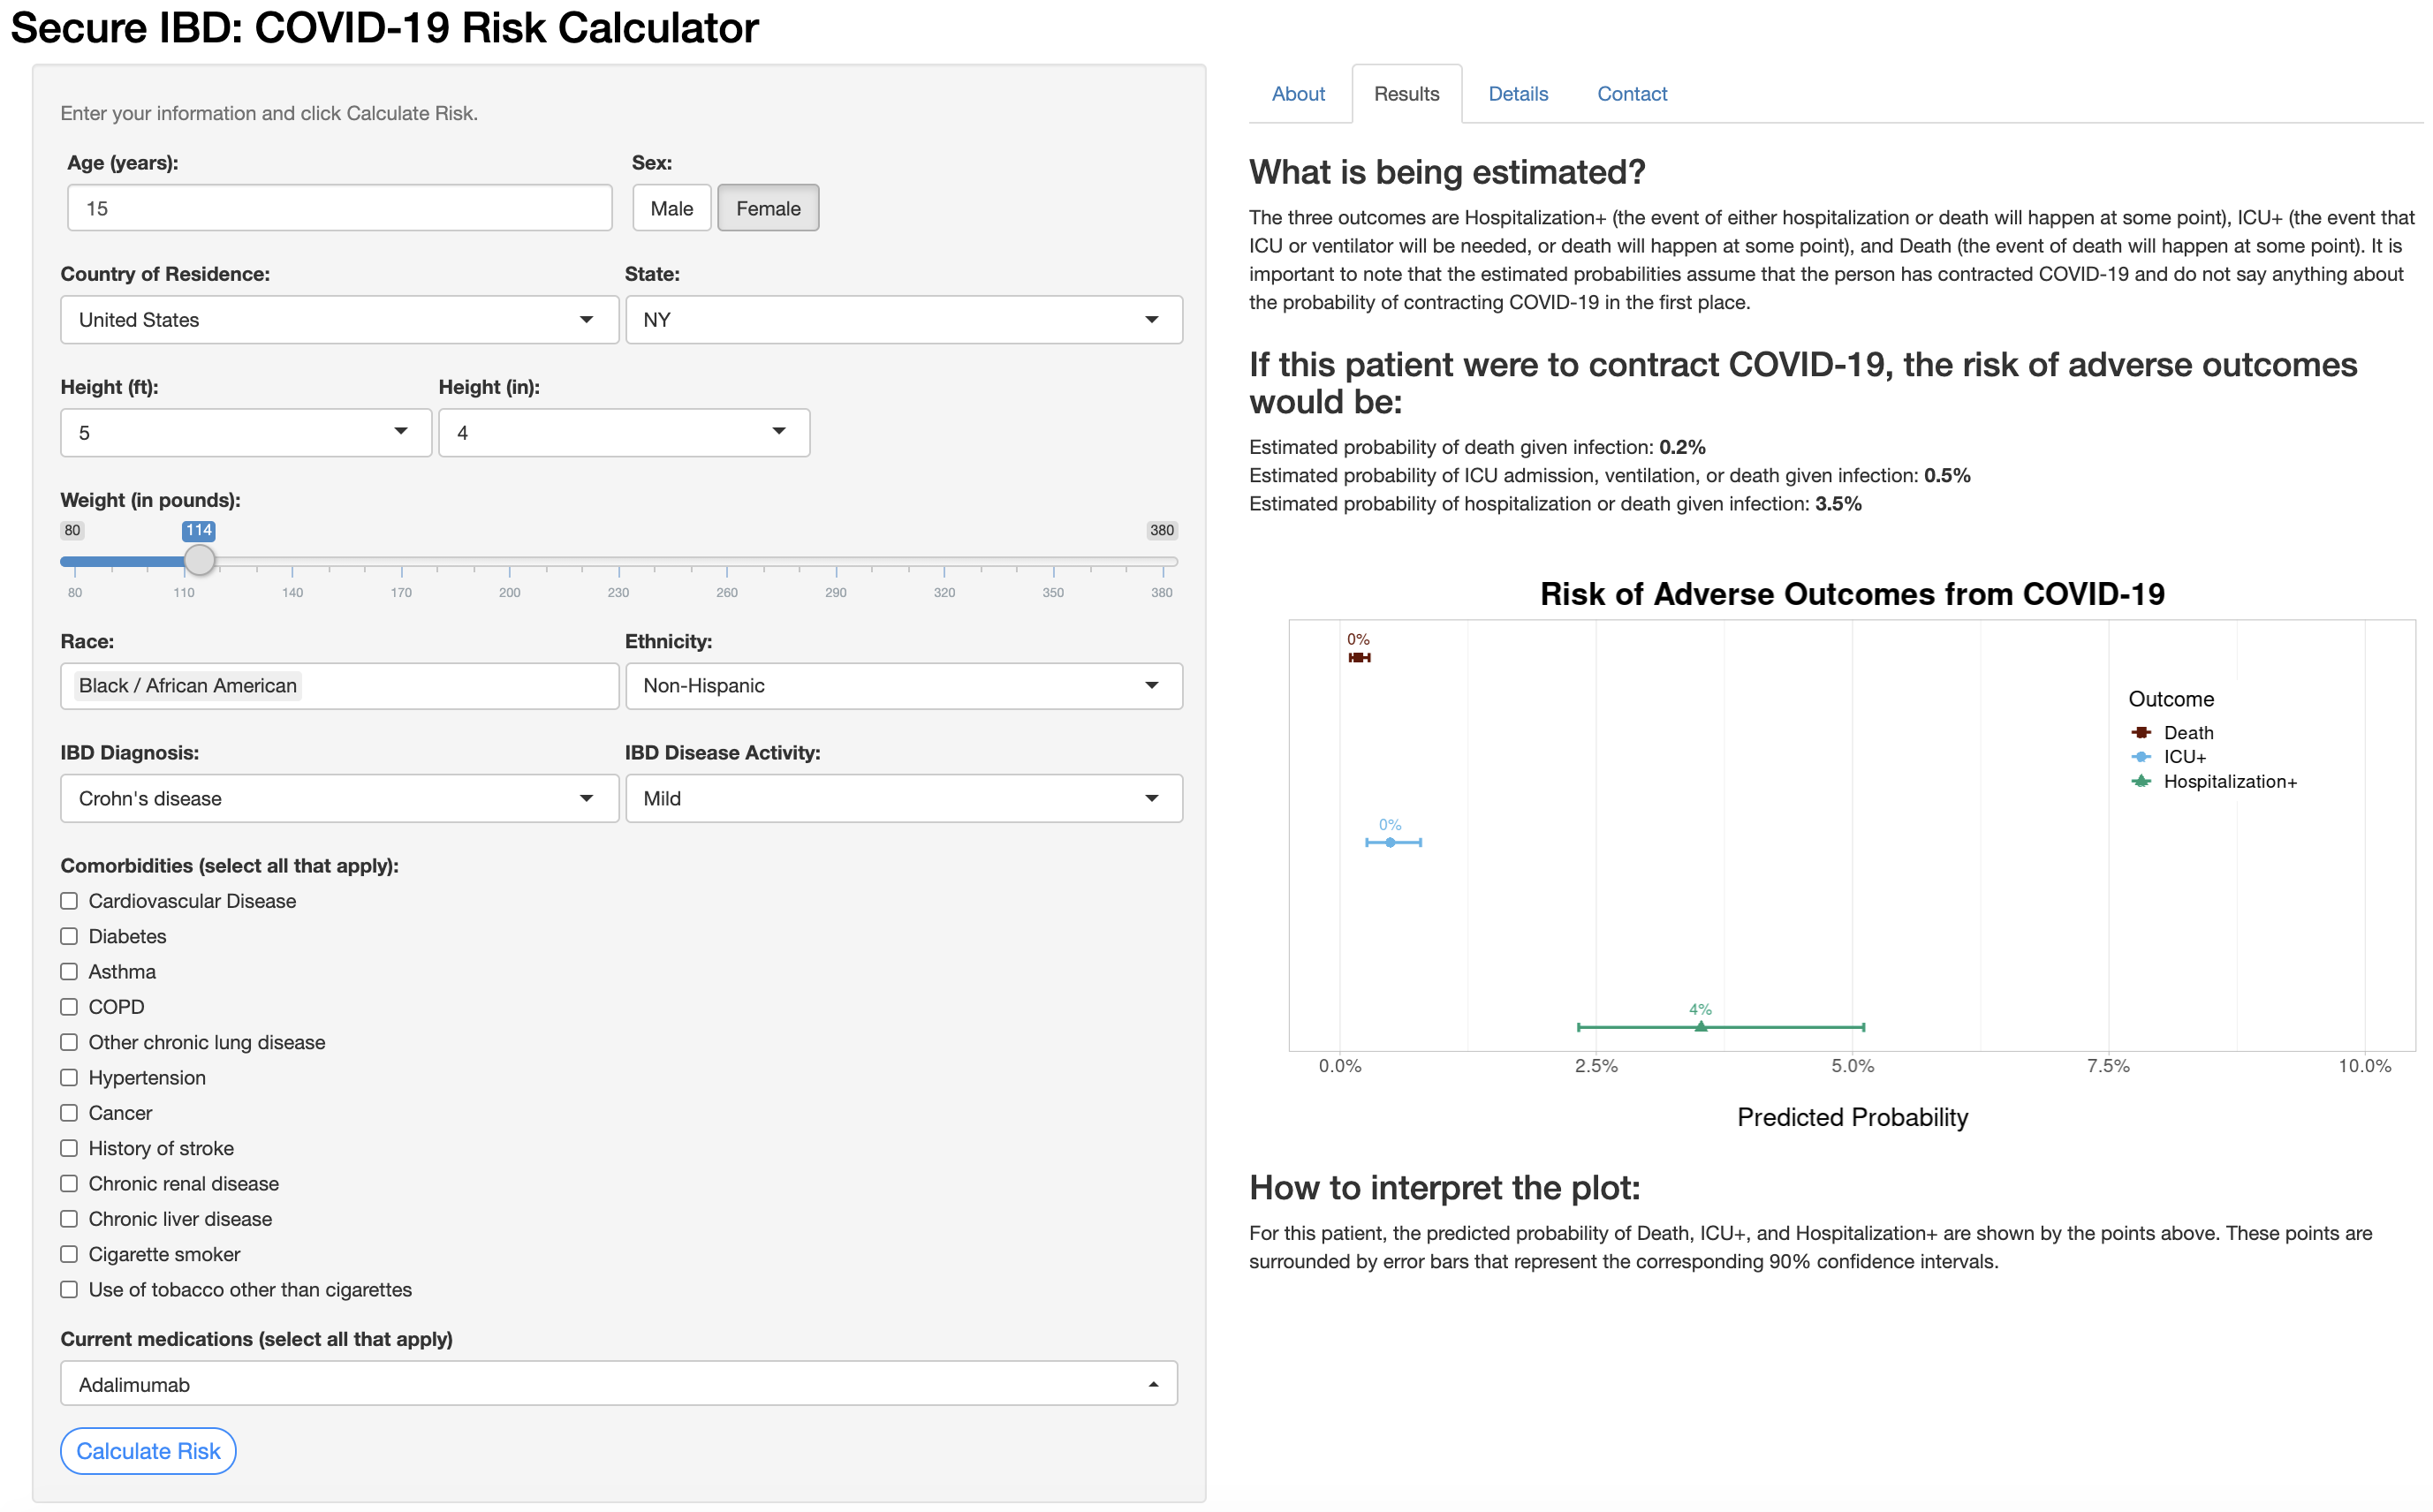 Secure IBD: COVID-19 Risk Calculator
Enter your information and click Calculate Risk.
Age (years):
15
Sex:
Male
Female
Country of Residence:
United States
State:
NY
Height (ft):
5
Height (in):
4
Weight (in pounds):
80
114
380
80 110 140 170 200 230 260 290 320 350 380
Race:
Black / African American
Ethnicity:
Non-Hispanic
IBD Diagnosis:
Crohn's disease
IBD Disease Activity:
Mild
Comorbidities (select all that apply):
Cardiovascular Disease
Diabetes
Asthma
COPD
Other chronic lung disease
Hypertension
Cancer
History of stroke
Chronic renal disease
Chronic liver disease
Cigarette smoker
Use of tobacco other than cigarettes
Current medications (select all that apply)
Adalimumab
Calculate Risk
About
Results
Details
Contact
What is being estimated?
The three outcomes are Hospitalization+ (the event of either hospitalization or death will happen at some point), ICU+ (the event that
ICU or ventilator will be needed, or death will happen at some point), and Death (the event of death will happen at some point). It is
important to note that the estimated probabilities assume that the person has contracted COVID-19 and do not say anything about
the probability of contracting COVID-19 in the first place.
If this patient were to contract COVID-19, the risk of adverse outcomes
would be:
Estimated probability of death given infection: 0.2%
Estimated probability of ICU admission, ventilation, or death given infection: 0.5%
Estimated probability of hospitalization or death given infection: 3.5%
Risk of Adverse Outcomes from COVID-19
0%
Outcome
Death
ICU+
Hospitalization+
0%
4%
0.0% 2.5% 5.0% 7.5% 10.0%
Predicted Probability
How to interpret the plot:
For this patient, the predicted probability of Death, ICU+, and Hospitalization+ are shown by the points above. These points are
surrounded by error bars that represent the corresponding 90% confidence intervals.